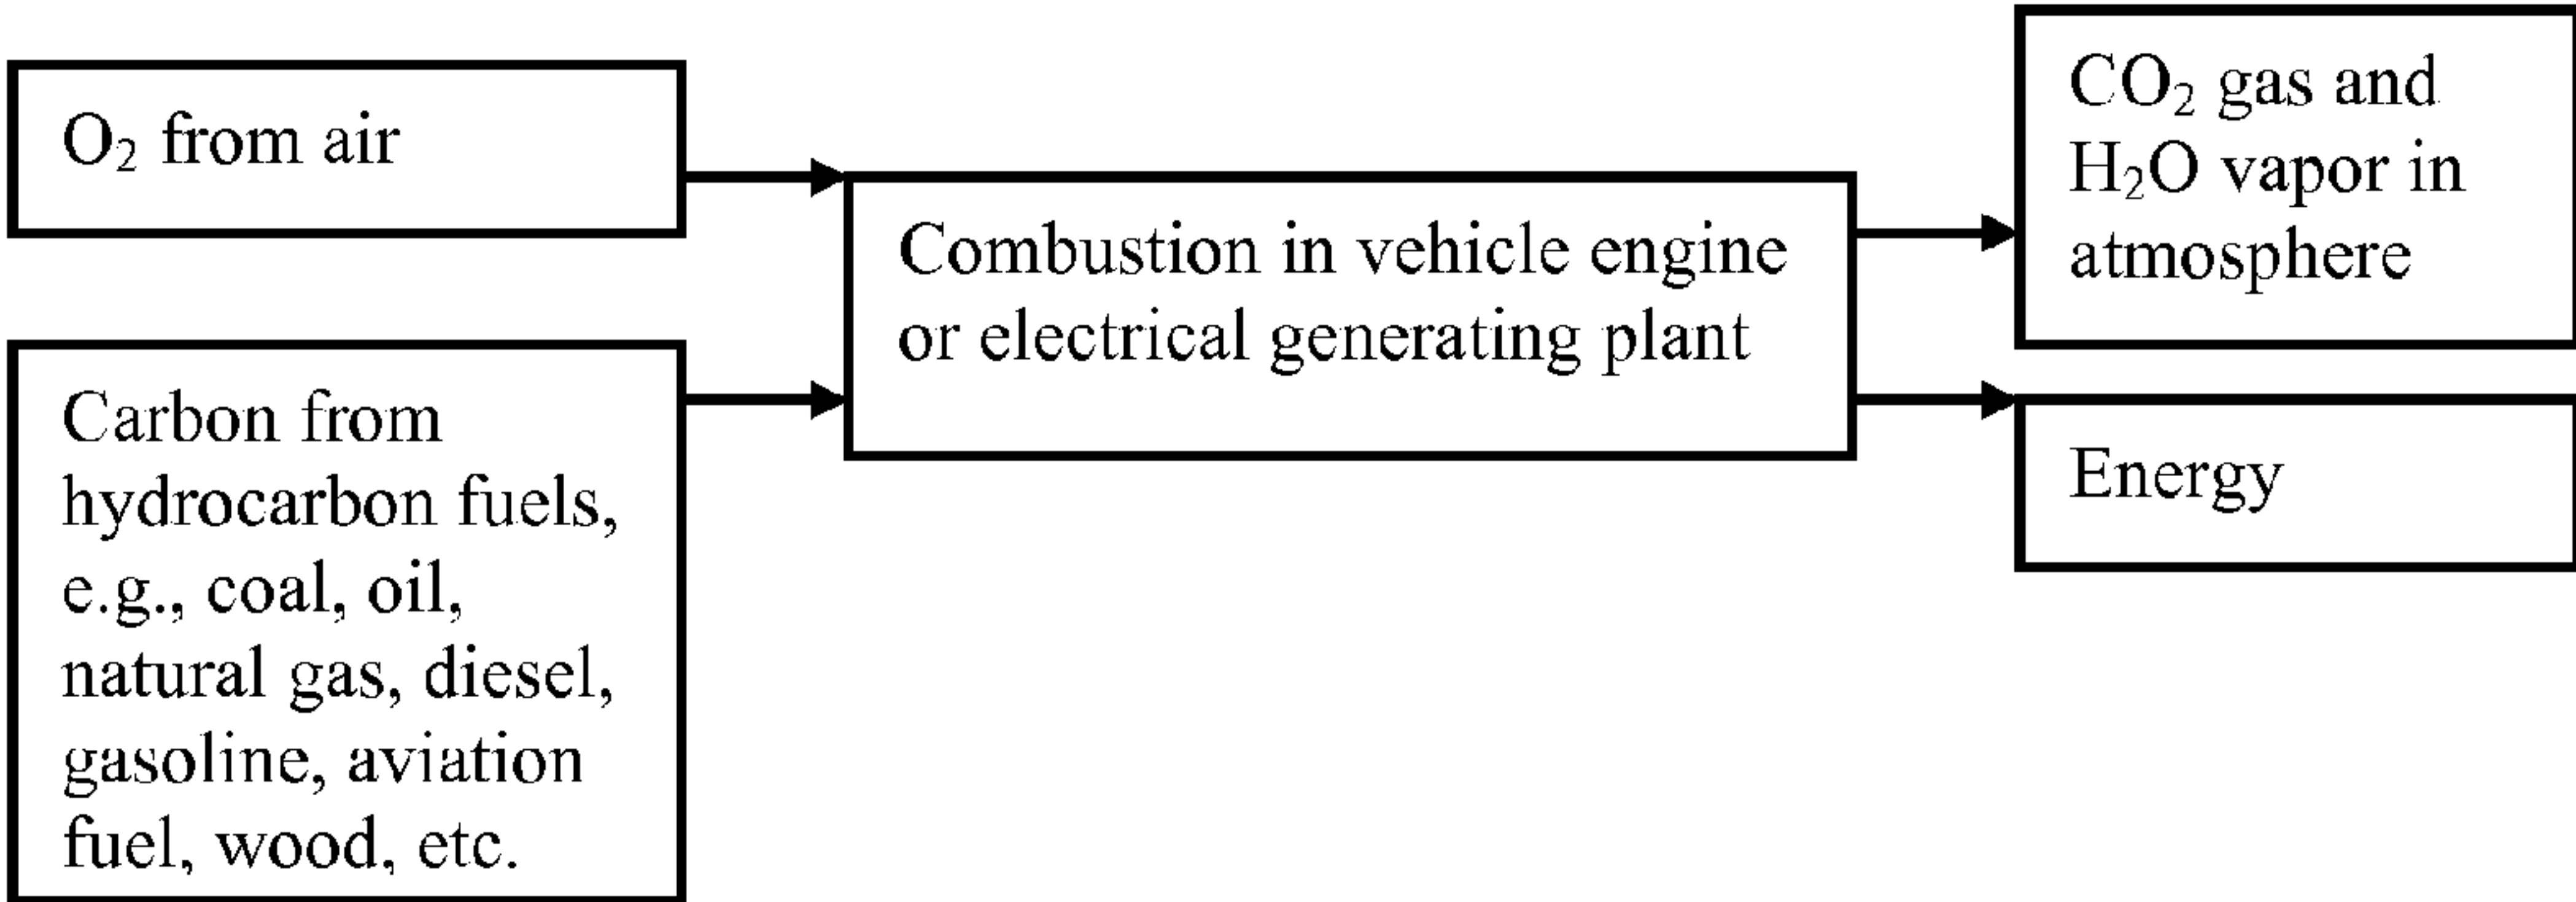 O₂ from air
Carbon from
hydrocarbon fuels,
e.g., coal, oil,
natural gas, diesel,
gasoline, aviation
fuel, wood, etc.
Combustion in vehicle engine
or electrical generating plant
CO₂ gas and
H₂O vapor in
atmosphere
Energy